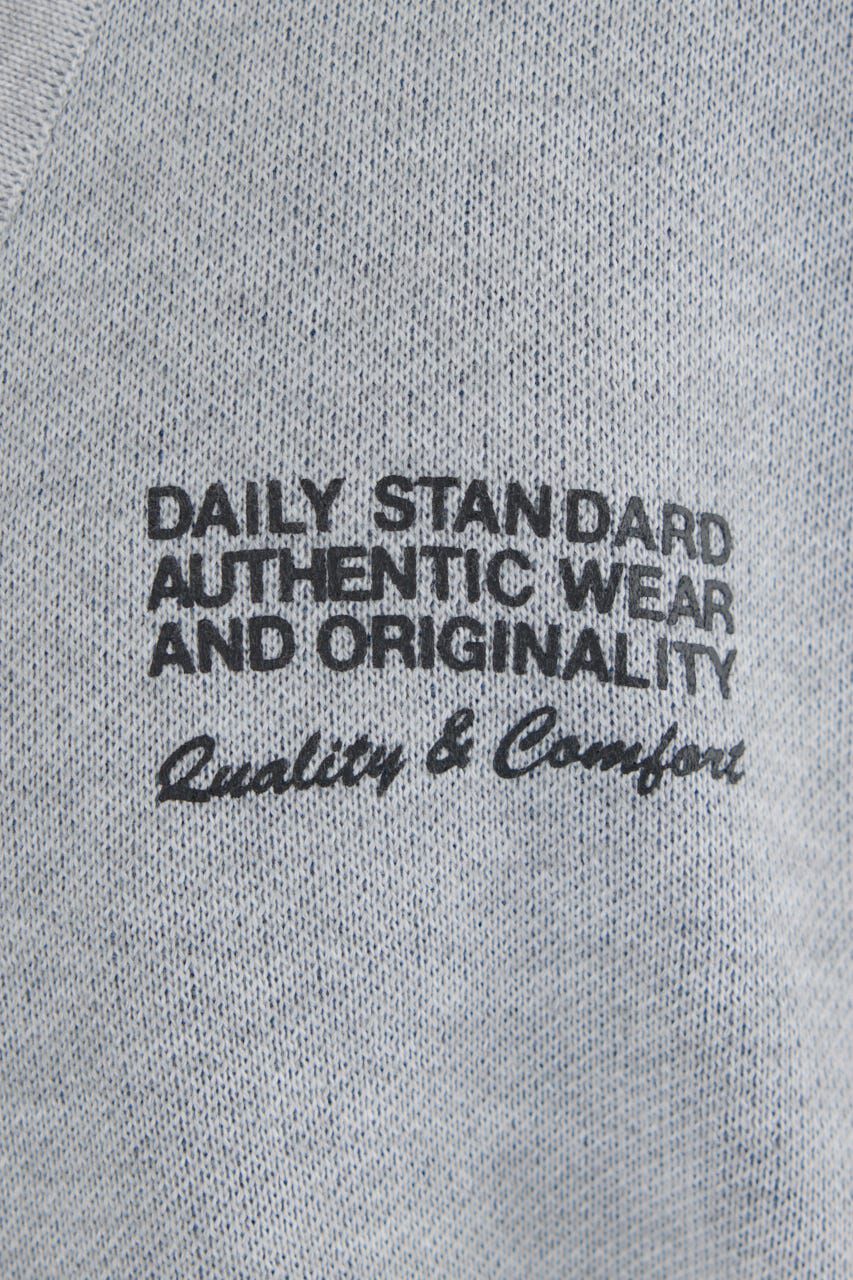 DAILY STANDARD
AUTHENTIC WEAR
AND ORIGINALITY
Quality & Comfort